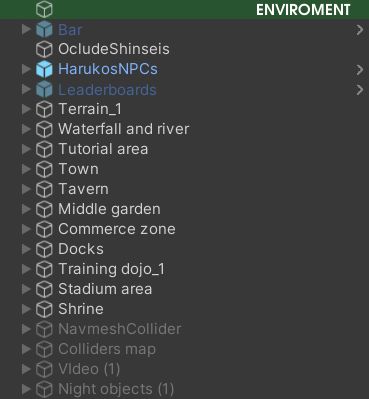 ENVIROMENT
Bar
OcludeShinseis
HarukosNPCs
Leaderboards
Terrain_1
Waterfall and river
Tutorial area
Town
Tavern
Middle garden
Commerce zone
Docks
Training dojo_1
Stadium area
Shrine
NavmeshCollider
Colliders map
VIdeo (1)
Night objects (1)